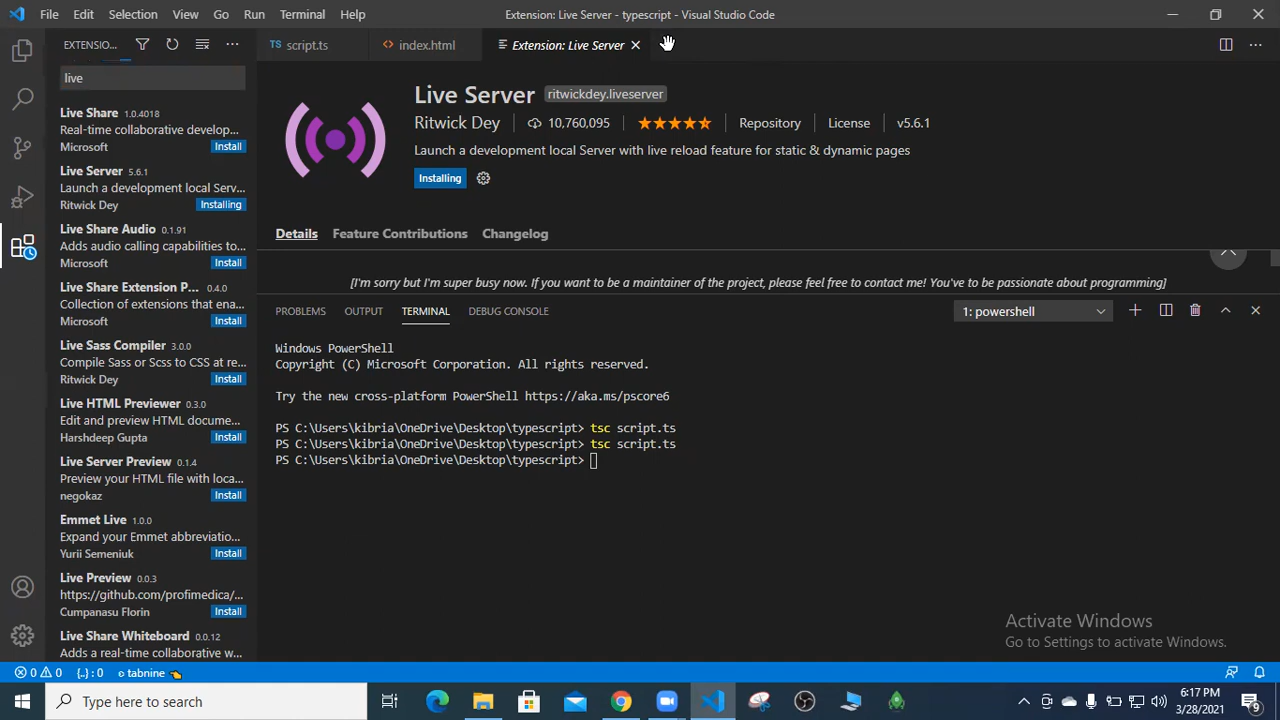 File Edit Selection View Go Run Terminal Help
Extension: Live Server - typescript - Visual Studio Code
EXTENSIO...
TS script.ts
<> index.html
Extension: Live Server
live
Live Share 1.0.4018
Real-time collaborative develop...
Microsoft Install
Live Server 5.6.1
Launch a development local Serv...
Ritwick Dey Installing
Live Share Audio 0.1.91
Adds audio calling capabilities to...
Microsoft Install
Live Share Extension P... 0.4.0
Collection of extensions that ena...
Microsoft Install
Live Sass Compiler 3.0.0
Compile Sass or Scss to CSS at re...
Ritwick Dey Install
Live HTML Previewer 0.3.0
Edit and preview HTML docume...
Harshdeep Gupta Install
Live Server Preview 0.1.4
Preview your HTML file with loca...
negokaz Install
Emmet Live 1.0.0
Expand your Emmet abbreviatio...
Yurii Semeniuk Install
Live Preview 0.0.3
https://github.com/profimedica/...
Cumpanasu Florin Install
Live Share Whiteboard 0.0.12
Adds a real-time collaborative w...
Live Server ritwickdey.liveserver
Ritwick Dey 10,760,095 Repository License v5.6.1
Launch a development local Server with live reload feature for static & dynamic pages
Installing
Details Feature Contributions Changelog
[I'm sorry but I'm super busy now. If you want to be a maintainer of the project, please feel free to contact me! You've to be passionate about programming]
PROBLEMS OUTPUT TERMINAL DEBUG CONSOLE 1: powershell
Windows PowerShell
Copyright (C) Microsoft Corporation. All rights reserved.
Try the new cross-platform PowerShell https://aka.ms/pscore6
PS C:\Users\kibria\OneDrive\Desktop\typescript> tsc script.ts
PS C:\Users\kibria\OneDrive\Desktop\typescript> tsc script.ts
PS C:\Users\kibria\OneDrive\Desktop\typescript>
Activate Windows
Go to Settings to activate Windows.
0 0 {..} : 0 tabnine
Type here to search
6:17 PM
3/28/2021
9